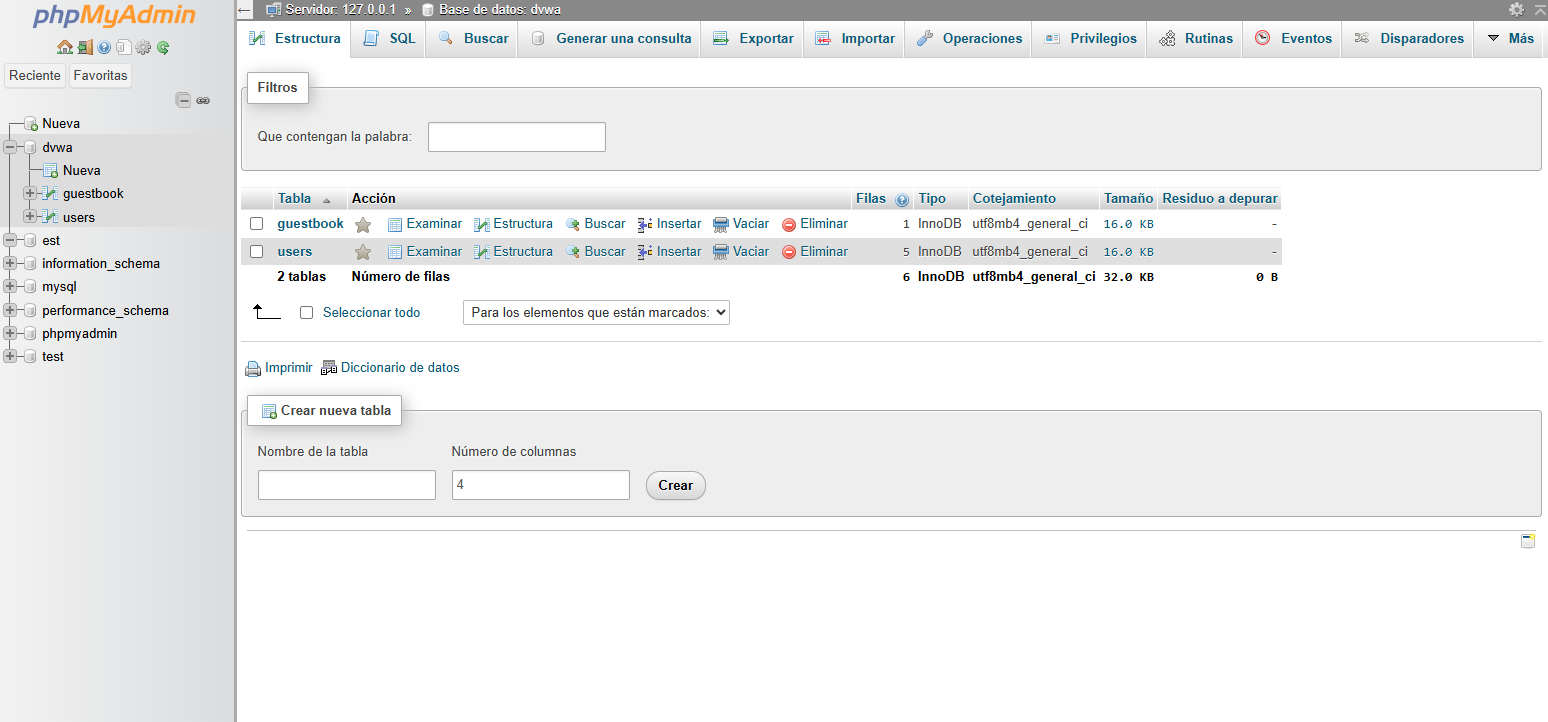 phpMyAdmin
Reciente Favoritas
Nueva
dvwa
Nueva
guestbook
users
est
information_schema
mysql
performance_schema
phpmyadmin
test
Servidor: 127.0.0.1 » Base de datos: dvwa
Estructura SQL Buscar Generar una consulta Exportar Importar Operaciones Privilegios Rutinas Eventos Disparadores Más
Filtros
Que contengan la palabra:
Tabla Acción Filas Tipo Cotejamiento Tamaño Residuo a depurar
guestbook Examinar Estructura Buscar Insertar Vaciar Eliminar 1 InnoDB utf8mb4_general_ci 16.0 KB -
users Examinar Estructura Buscar Insertar Vaciar Eliminar 5 InnoDB utf8mb4_general_ci 16.0 KB -
2 tablas Número de filas 6 InnoDB utf8mb4_general_ci 32.0 KB 0 B
Seleccionar todo Para los elementos que están marcados:
Imprimir Diccionario de datos
Crear nueva tabla
Nombre de la tabla Número de columnas
4 Crear